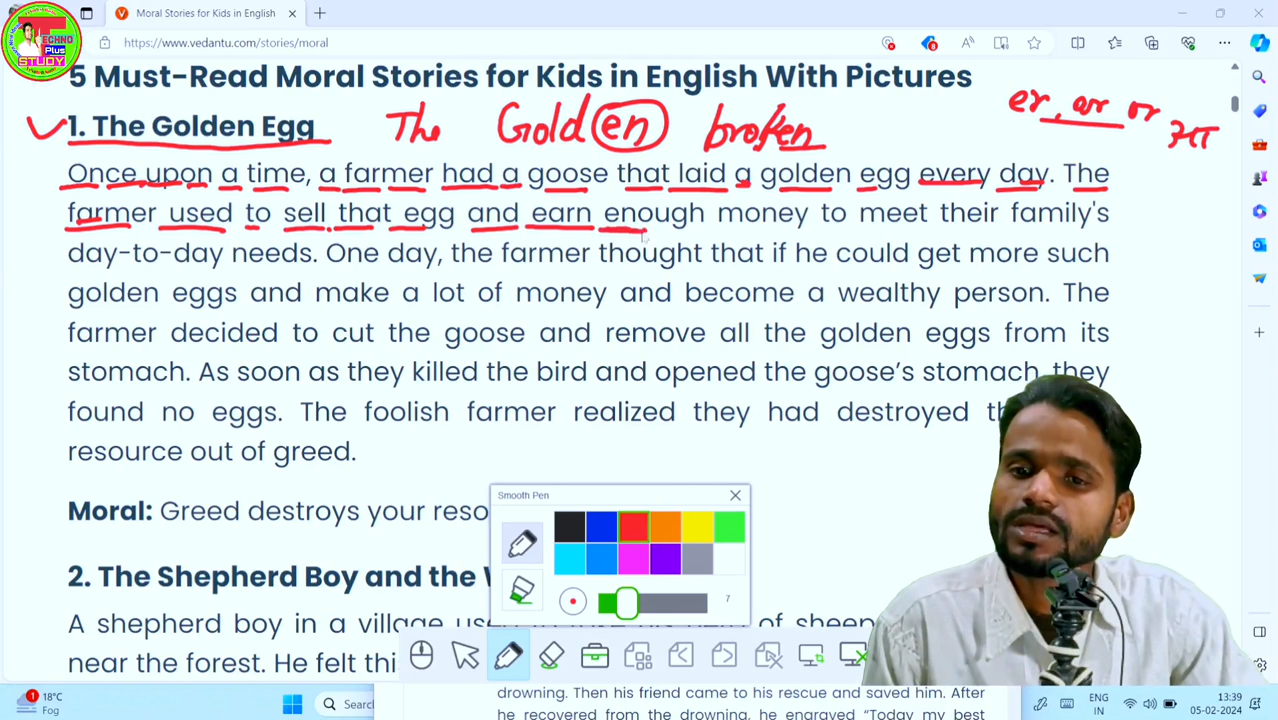 TECHNO
Plus
STUDY
Moral Stories for Kids in English
https://www.vedantu.com/stories/moral
8
5 Must-Read Moral Stories for Kids in English With Pictures
er, ar or
अर
1. The Golden Egg
The Golden broken
Once upon a time, a farmer had a goose that laid a golden egg every day. The
farmer used to sell that egg and earn enough money to meet their family's
day-to-day needs. One day, the farmer thought that if he could get more such
golden eggs and make a lot of money and become a wealthy person. The
farmer decided to cut the goose and remove all the golden eggs from its
stomach. As soon as they killed the bird and opened the goose's stomach, they
found no eggs. The foolish farmer realized they had destroyed
resource out of greed.
Moral: Greed destroys your
Smooth Pen
7
2. The Shepherd Boy and the
A shepherd boy in a village
near the forest. He felt
drowning. Then his friend came to his rescue and saved him. After
he recovered from the drowning, he engraved “Today my best
1
18°C
Fog
ENG
IN
13:39
05-02-2024